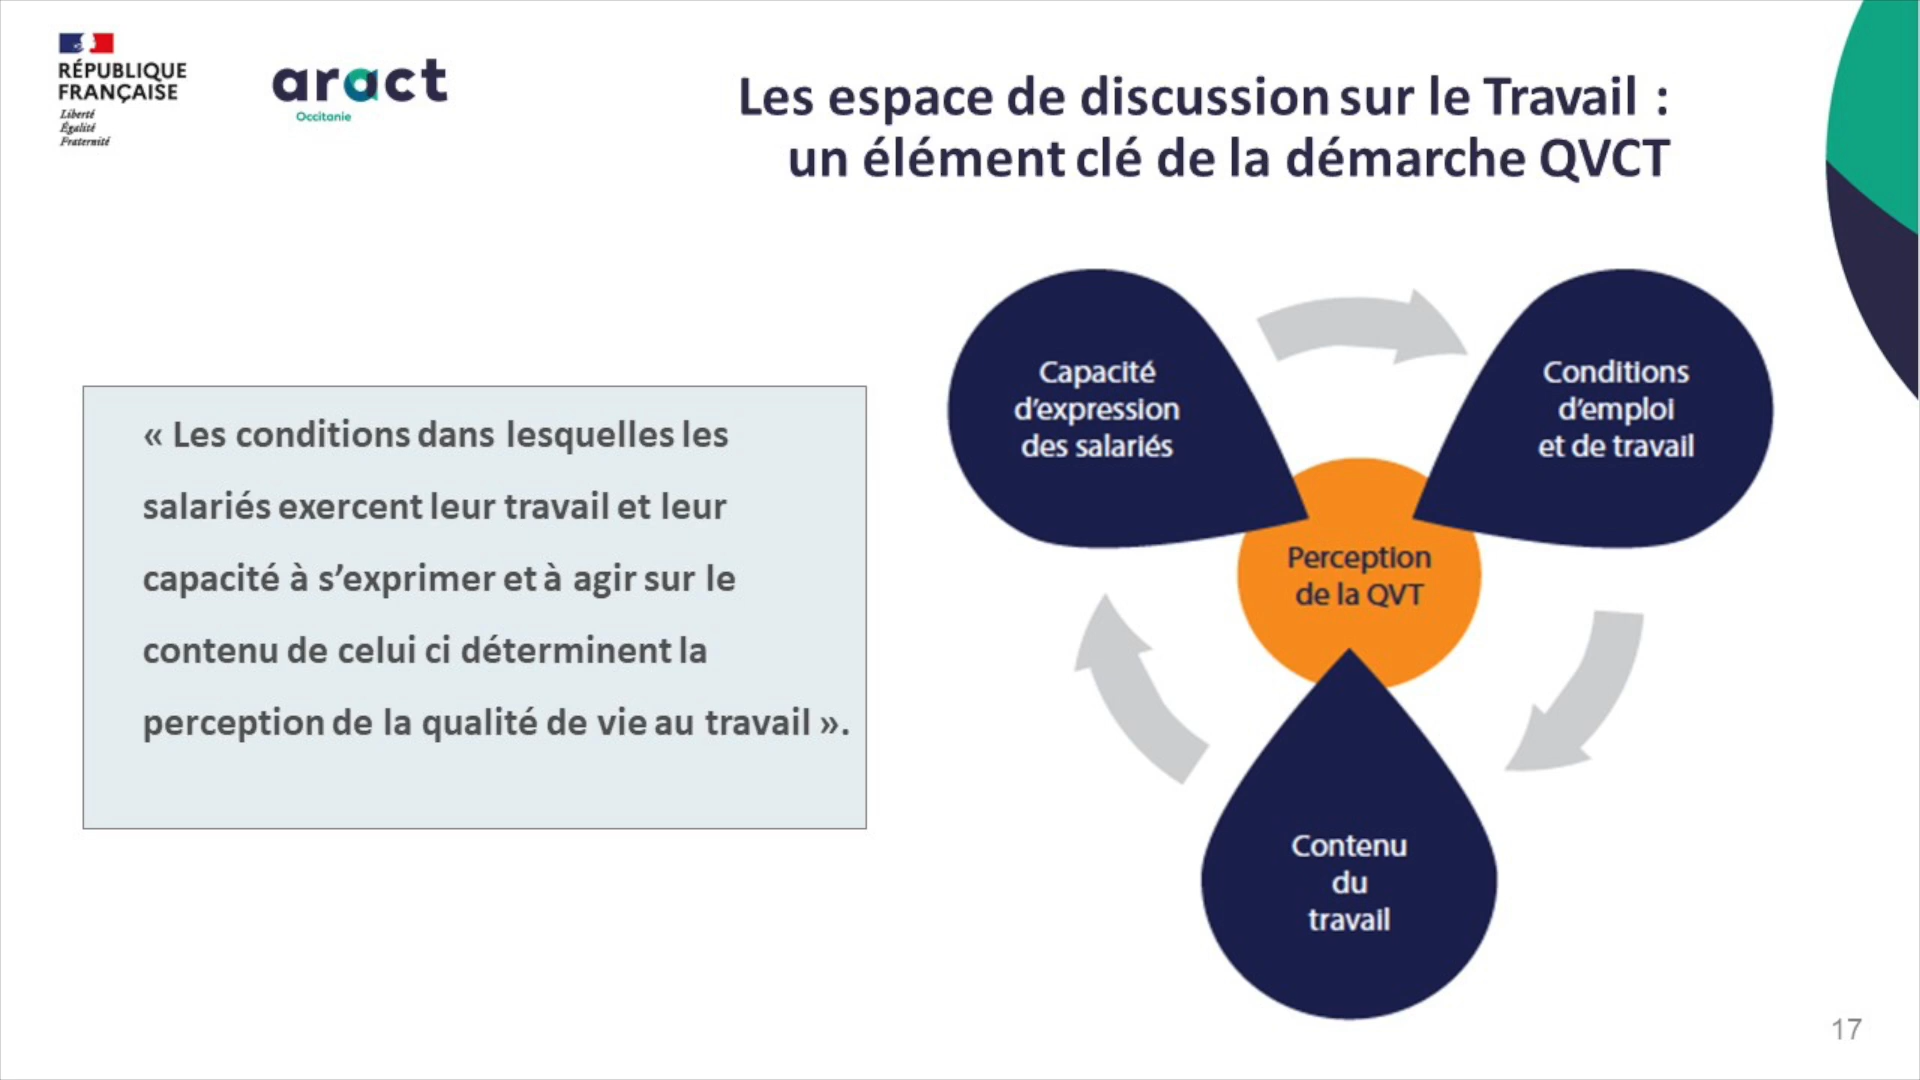 RÉPUBLIQUE
FRANÇAISE
Liberté
Égalité
Fraternité
aract
Occitanie
Les espace de discussion sur le Travail :
un élément clé de la démarche QVCT
« Les conditions dans lesquelles les
salariés exercent leur travail et leur
capacité à s’exprimer et à agir sur le
contenu de celui ci déterminent la
perception de la qualité de vie au travail ».
Capacité
d’expression
des salariés
Conditions
d’emploi
et de travail
Perception
de la QVT
Contenu
du
travail
17